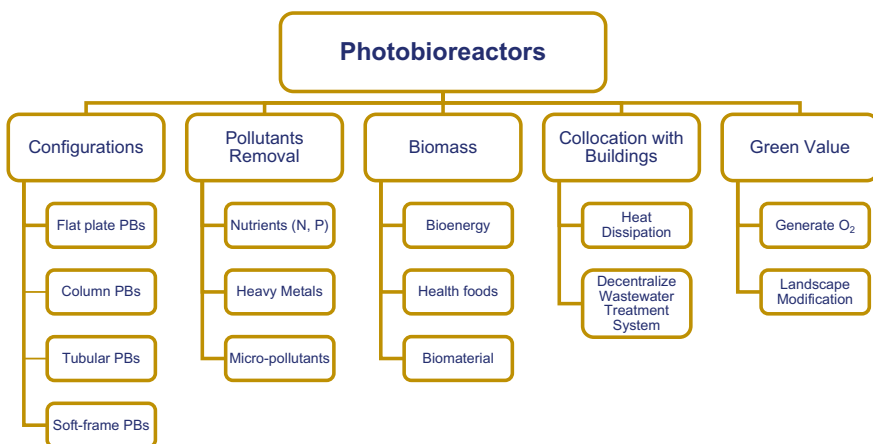 Photobioreactors
Configurations
Flat plate PBs
Column PBs
Tubular PBs
Soft-frame PBs
Pollutants
Removal
Nutrients (N, P)
Heavy Metals
Micro-pollutants
Biomass
Bioenergy
Health foods
Biomaterial
Collocation with
Buildings
Heat
Dissipation
Decentralize
Wastewater
Treatment
System
Green Value
Generate O₂
Landscape
Modification